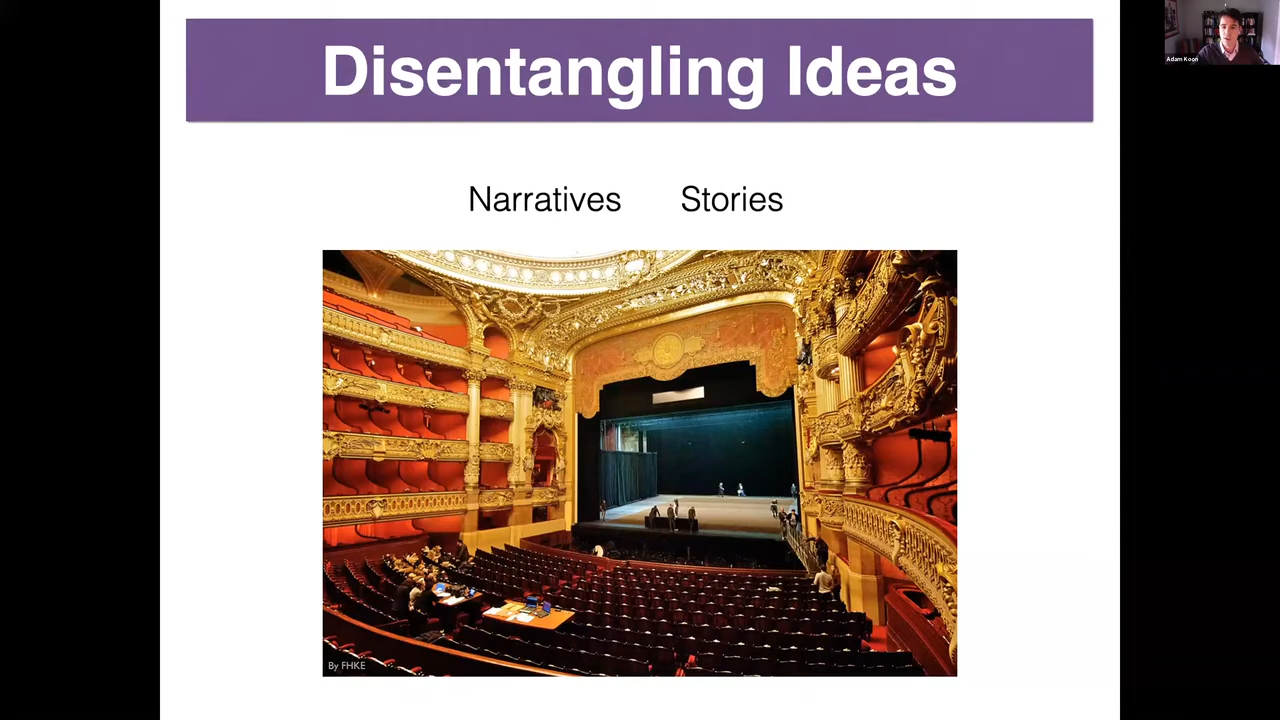 Disentangling Ideas
Adam Koon
Narratives Stories
By FHKE